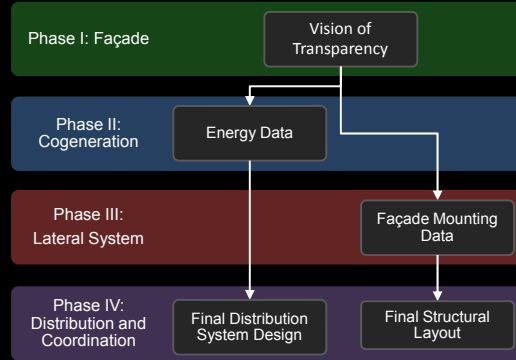 Phase I: Façade
Vision of
Transparency
Phase II:
Cogeneration
Energy Data
Phase III:
Lateral System
Façade Mounting
Data
Phase IV:
Distribution and
Coordination
Final Distribution
System Design
Final Structural
Layout